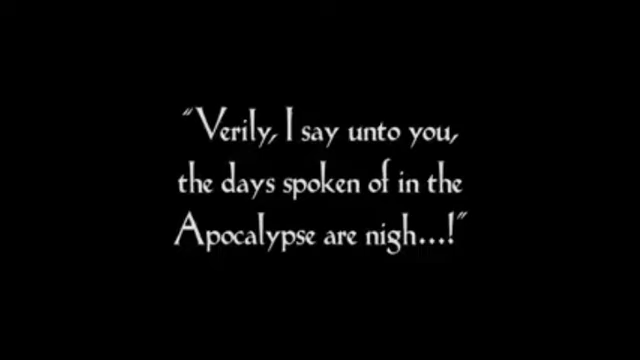 "Verily, I say unto you,
the days spoken of in the
Apocalypse are nigh...!"